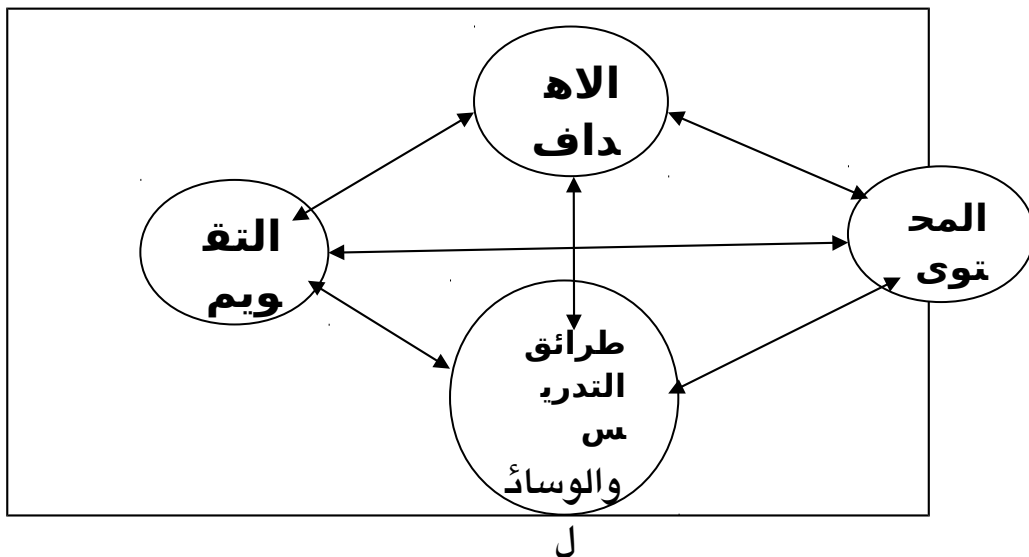 الاه
داف
المح
توى
التق
ويم
طرائق
التدري
س
والوسائ
ل